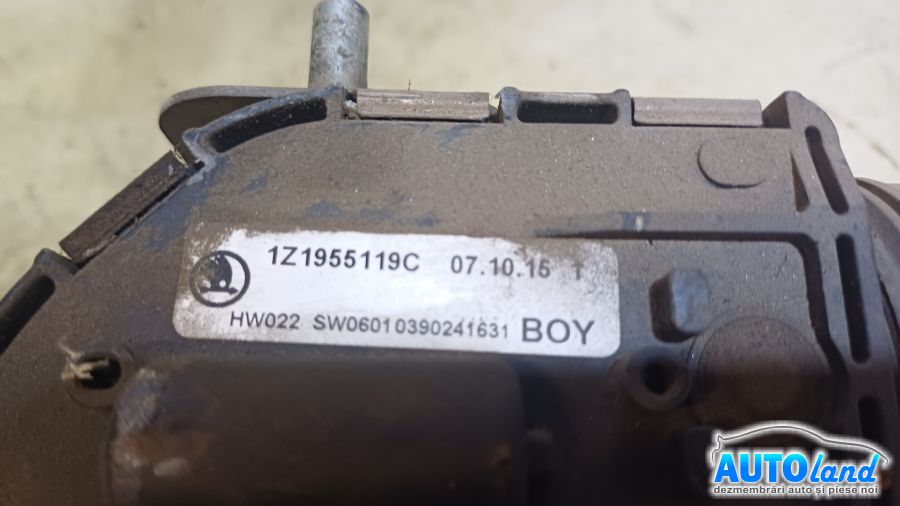 1Z1955119C 07.10.15 1
HW022 SW0601 0390241631 BOY
AUTOland
dezmembrări auto și piese noi